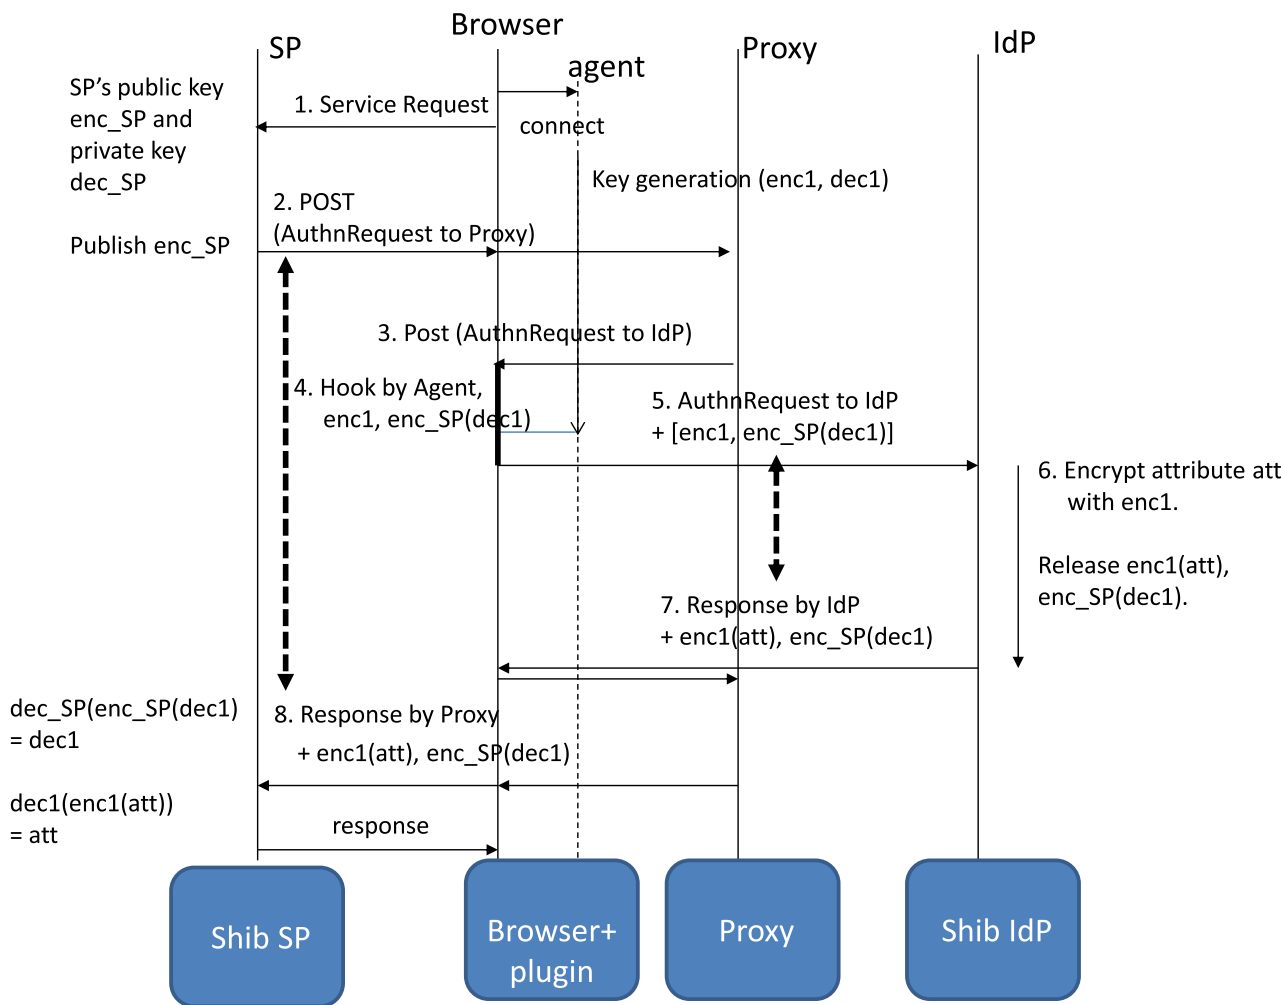 Browser
SP
Proxy
IdP
agent
SP's public key
enc_SP and
private key
dec_SP
1. Service Request
connect
Key generation (enc1, dec1)
2. POST
(AuthnRequest to Proxy)
Publish enc_SP
3. Post (AuthnRequest to IdP)
4. Hook by Agent,
enc1, enc_SP(dec1)
5. AuthnRequest to IdP
+ [enc1, enc_SP(dec1)]
6. Encrypt attribute att
with enc1.
Release enc1(att),
enc_SP(dec1).
7. Response by IdP
+ enc1(att), enc_SP(dec1)
dec_SP(enc_SP(dec1)
= dec1
8. Response by Proxy
+ enc1(att), enc_SP(dec1)
dec1(enc1(att))
= att
response
Shib SP
Browser+
plugin
Proxy
Shib IdP